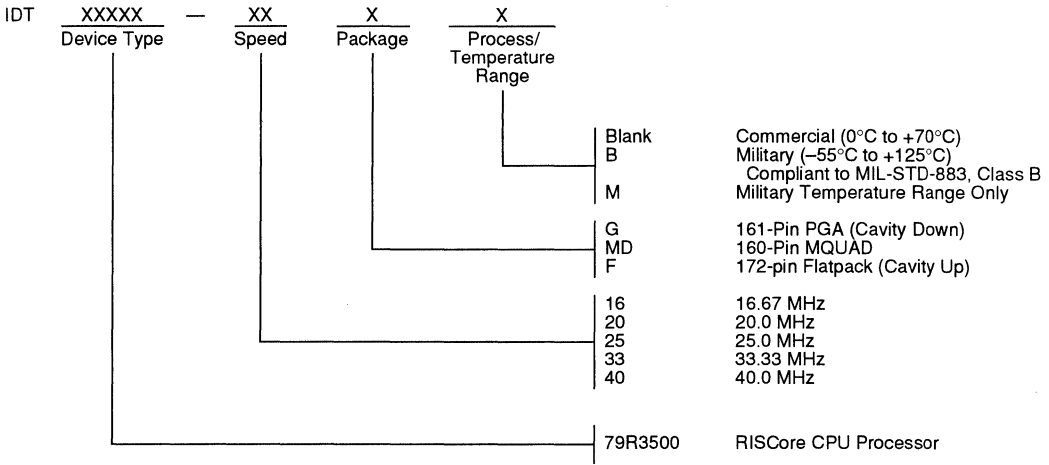 IDT XXXXX — XX X X
Device Type Speed Package Process/
Temperature
Range
Blank Commercial (0°C to +70°C)
B Military (–55°C to +125°C)
Compliant to MIL-STD-883, Class B
M Military Temperature Range Only
G 161-Pin PGA (Cavity Down)
MD 160-Pin MQUAD
F 172-pin Flatpack (Cavity Up)
16 16.67 MHz
20 20.0 MHz
25 25.0 MHz
33 33.33 MHz
40 40.0 MHz
79R3500 RISCore CPU Processor